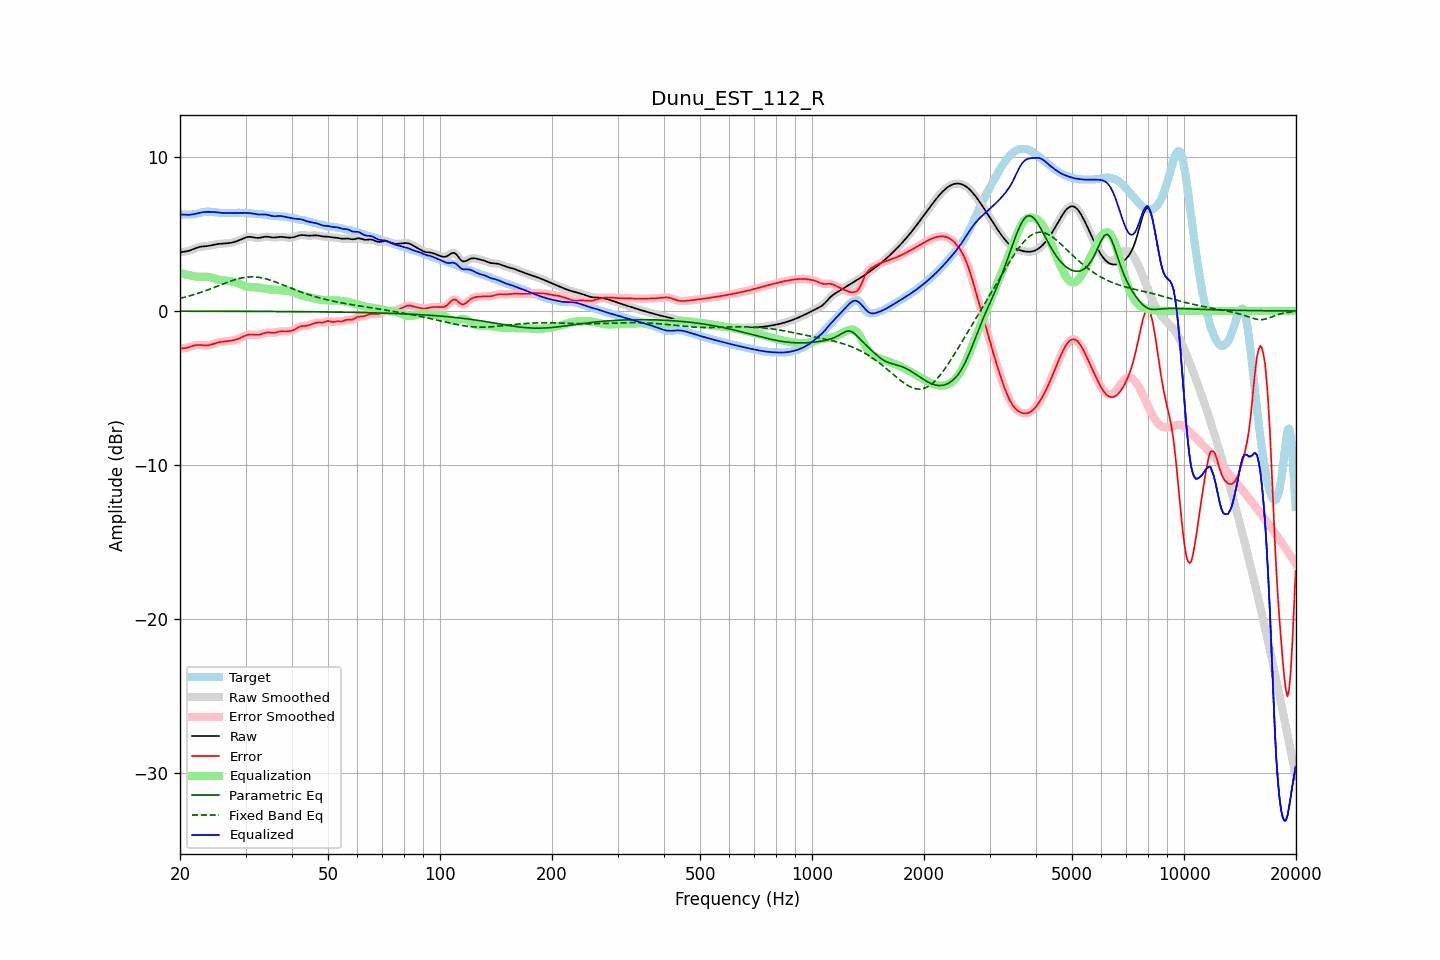 Dunu_EST_112_R
Amplitude (dBr)
10
0
−10
−20
−30
Target
Raw Smoothed
Error Smoothed
Raw
Error
Equalization
Parametric Eq
Fixed Band Eq
Equalized
20 50 100 200 500 1000 2000 5000 10000 20000
Frequency (Hz)